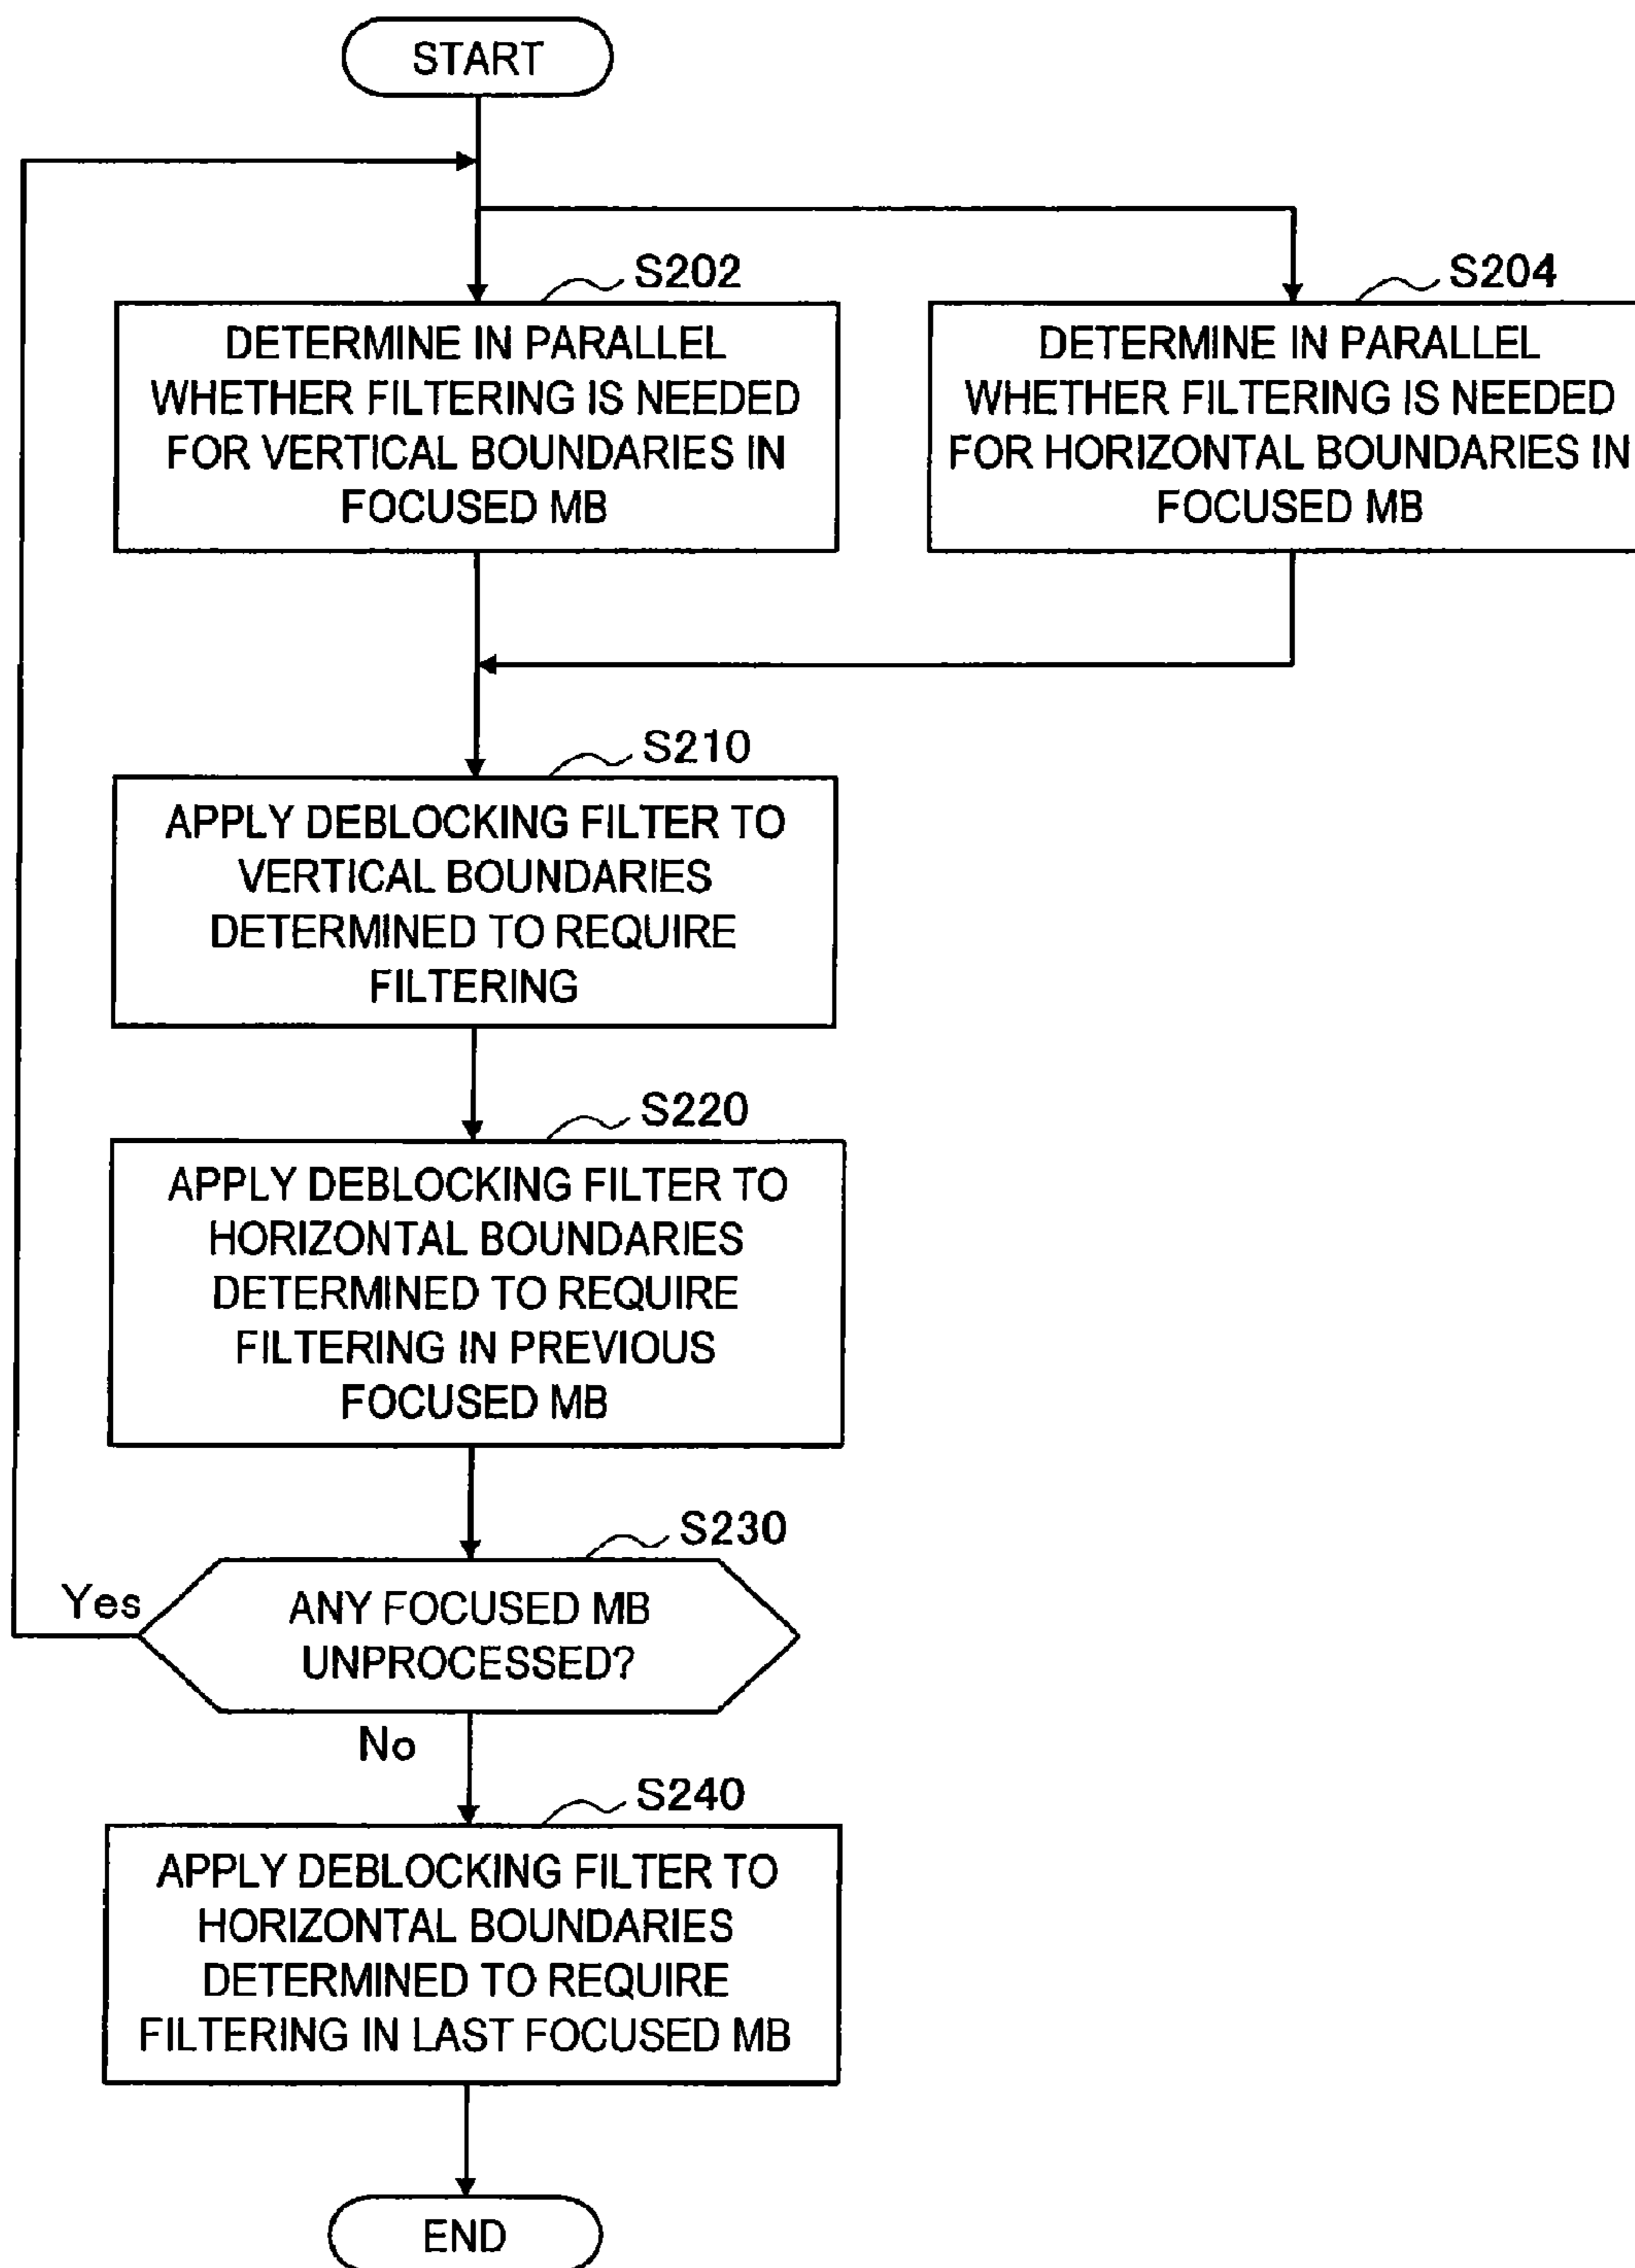 START
S202
DETERMINE IN PARALLEL
WHETHER FILTERING IS NEEDED
FOR VERTICAL BOUNDARIES IN
FOCUSED MB
S204
DETERMINE IN PARALLEL
WHETHER FILTERING IS NEEDED
FOR HORIZONTAL BOUNDARIES IN
FOCUSED MB
S210
APPLY DEBLOCKING FILTER TO
VERTICAL BOUNDARIES
DETERMINED TO REQUIRE
FILTERING
S220
APPLY DEBLOCKING FILTER TO
HORIZONTAL BOUNDARIES
DETERMINED TO REQUIRE
FILTERING IN PREVIOUS
FOCUSED MB
S230
Yes
ANY FOCUSED MB
UNPROCESSED?
No
S240
APPLY DEBLOCKING FILTER TO
HORIZONTAL BOUNDARIES
DETERMINED TO REQUIRE
FILTERING IN LAST FOCUSED MB
END